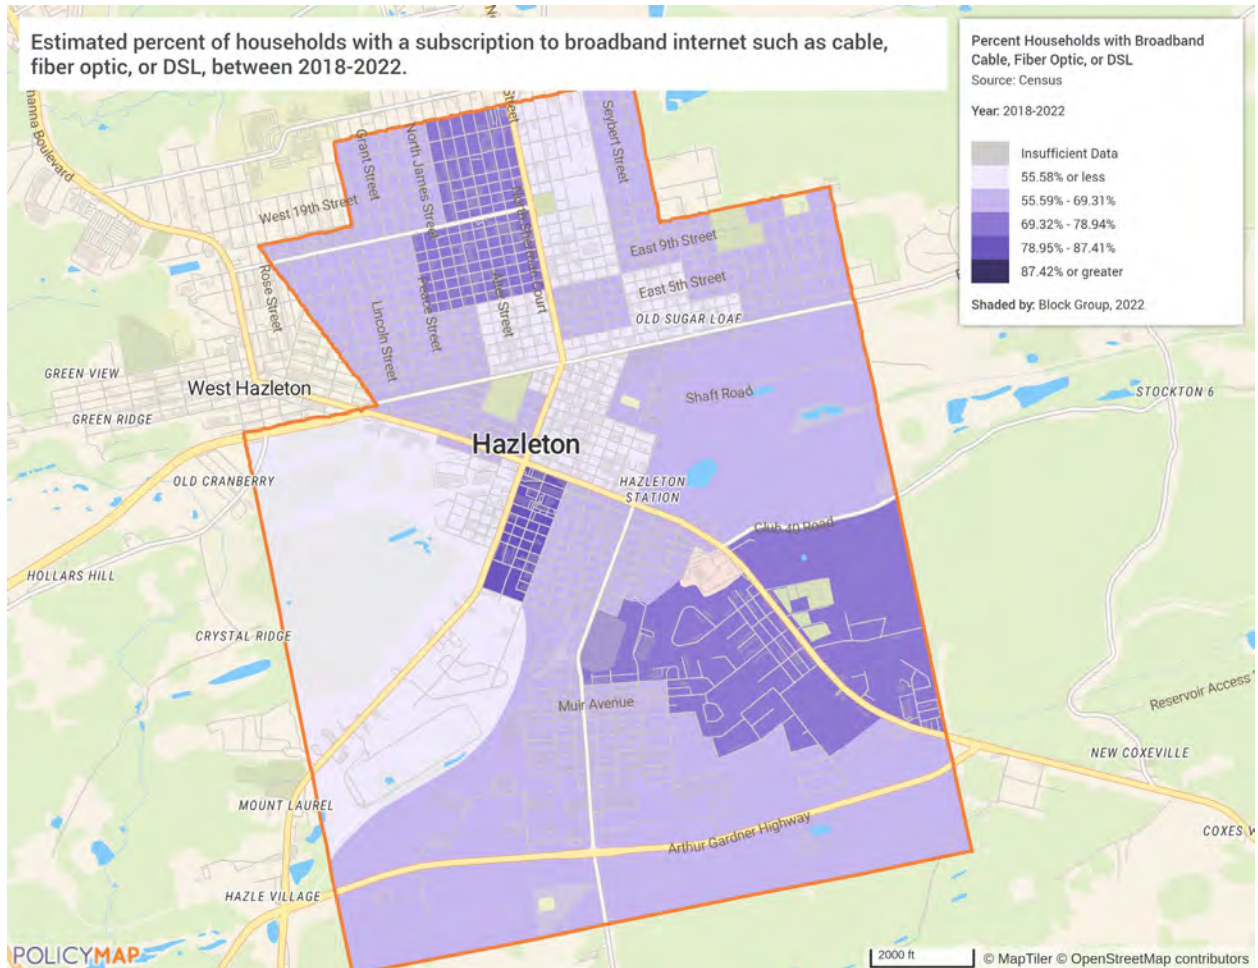 Estimated percent of households with a subscription to broadband internet such as cable,
fiber optic, or DSL, between 2018-2022.
Percent Households with Broadband
Cable, Fiber Optic, or DSL
Source: Census
Year: 2018-2022
Insufficient Data
55.58% or less
55.59% - 69.31%
69.32% - 78.94%
78.95% - 87.41%
87.42% or greater
Shaded by: Block Group, 2022
Street
Seybert Street
Grant Street
North James Street
West 19th Street
East 9th Street
East 5th Street
Rose Street
Lincoln Street
Peace Street
Alter Street
OLD SUGAR LOAF
GREEN VIEW
West Hazleton
GREEN RIDGE
Shaft Road
STOCKTON 6
Hazleton
OLD CRANBERRY
HAZLETON
STATION
Club 40 Road
HOLLARS HILL
CRYSTAL RIDGE
Muir Avenue
Reservoir Access
NEW COXEVILLE
MOUNT LAUREL
Arthur Gardner Highway
COXES
HAZLE VILLAGE
POLICYMAP
2000 ft
© MapTiler © OpenStreetMap contributors